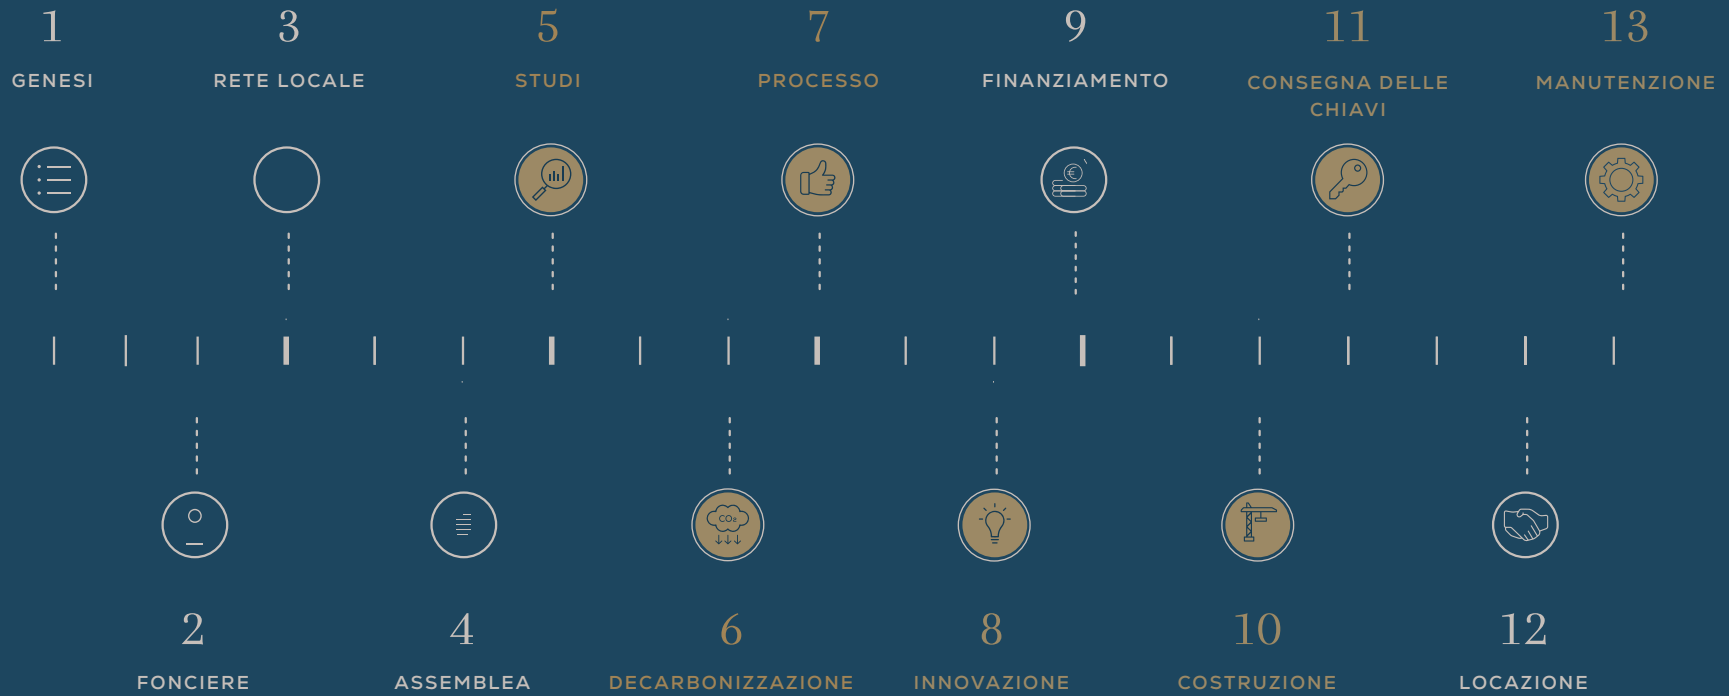 1
GENESI
3
RETE LOCALE
5
STUDI
7
PROCESSO
9
FINANZIAMENTO
11
CONSEGNA DELLE
CHIAVI
13
MANUTENZIONE
€
CO₂
2
FONCIERE
4
ASSEMBLEA
6
DECARBONIZZAZIONE
8
INNOVAZIONE
10
COSTRUZIONE
12
LOCAZIONE